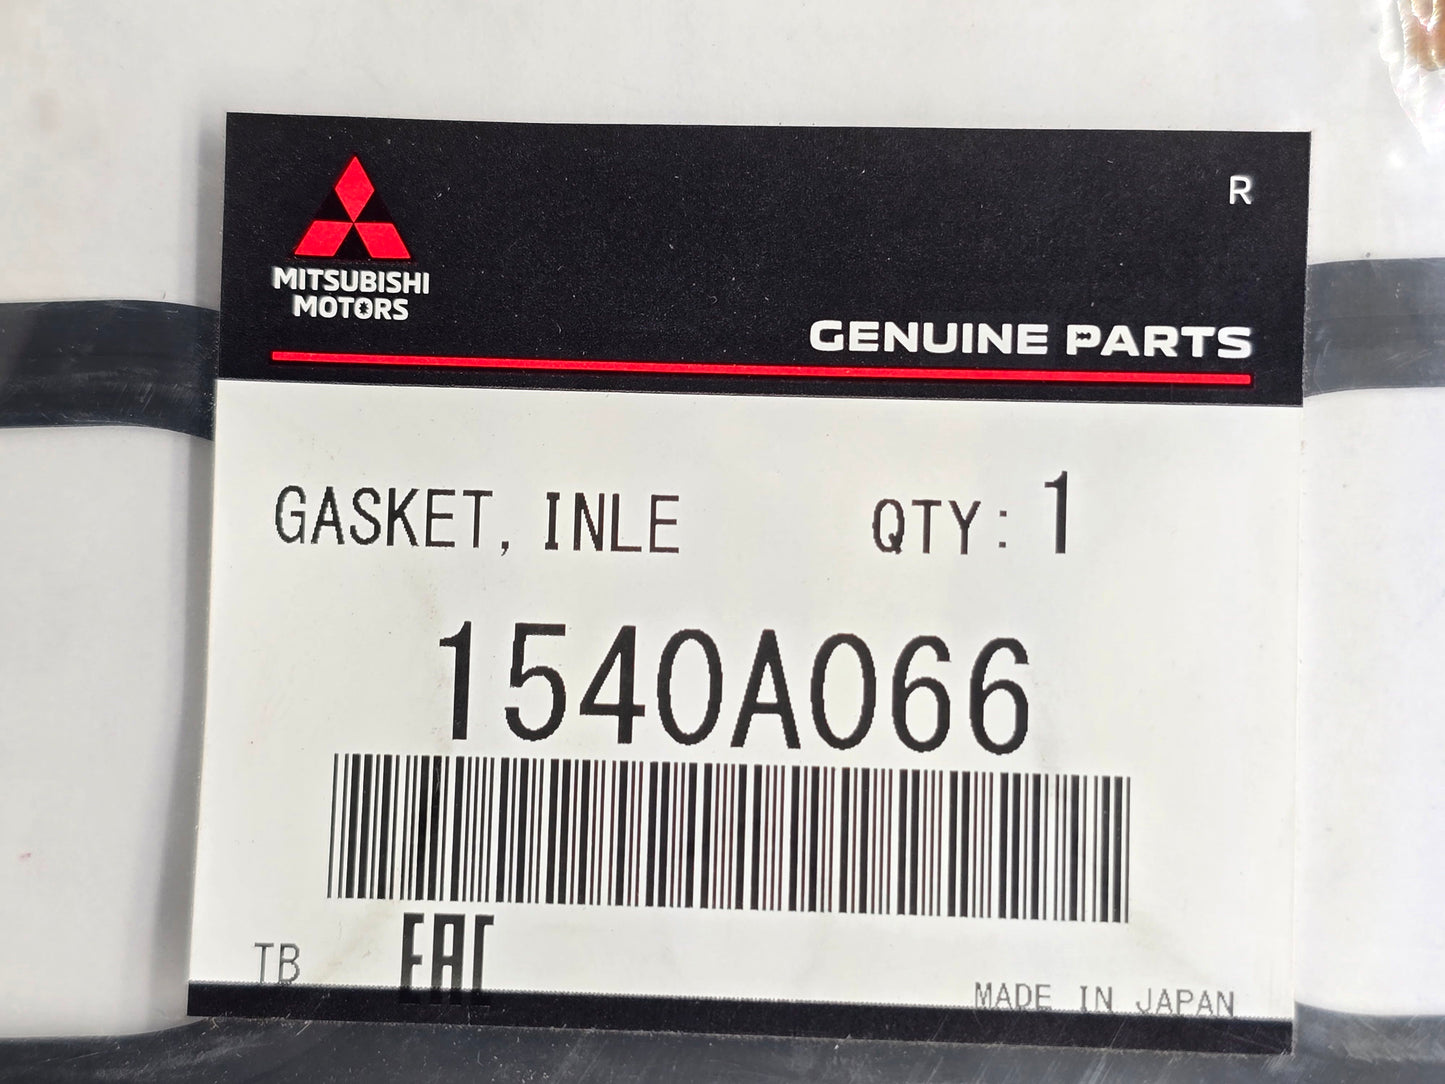 R
MITSUBISHI
MOTORS
GENUINE PARTS
GASKET, INLE QTY: 1
1540A066
TB EAC MADE IN JAPAN